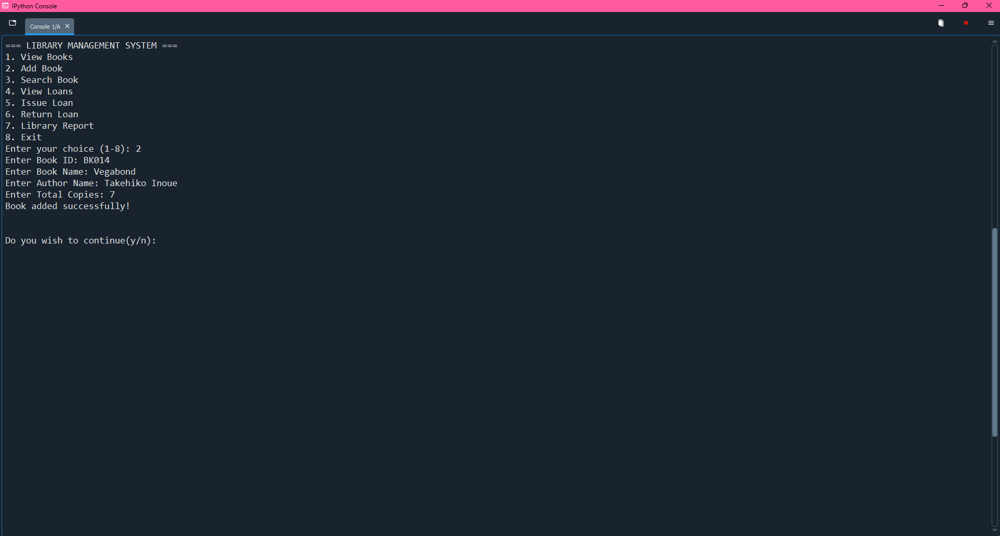 IPython Console
Console 1/A
=== LIBRARY MANAGEMENT SYSTEM ===
1. View Books
2. Add Book
3. Search Book
4. View Loans
5. Issue Loan
6. Return Loan
7. Library Report
8. Exit
Enter your choice (1-8): 2
Enter Book ID: BK014
Enter Book Name: Vegabond
Enter Author Name: Takehiko Inoue
Enter Total Copies: 7
Book added successfully!
Do you wish to continue(y/n):